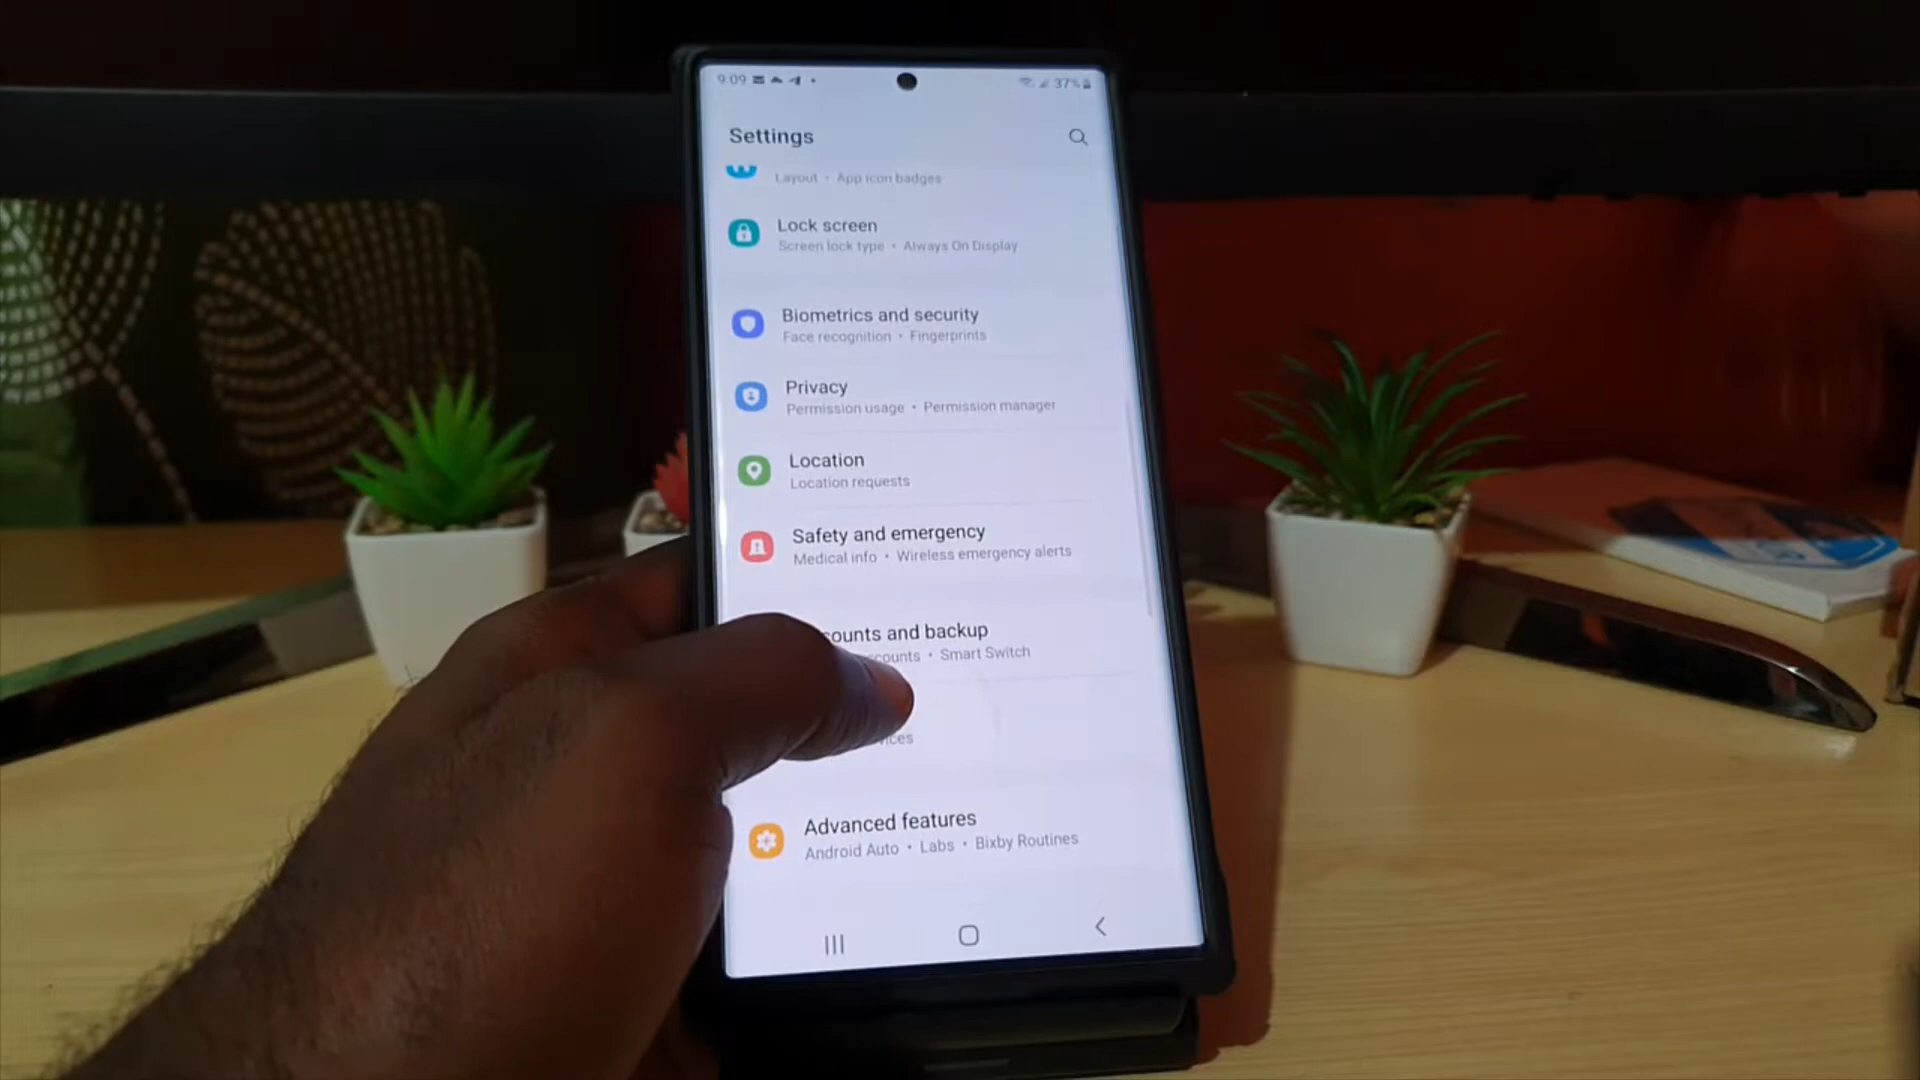 9:09
37%
Settings
Layout • App icon badges
Lock screen
Screen lock type • Always On Display
Biometrics and security
Face recognition • Fingerprints
Privacy
Permission usage • Permission manager
Location
Location requests
Safety and emergency
Medical info • Wireless emergency alerts
counts and backup
counts • Smart Switch
ices
Advanced features
Android Auto • Labs • Bixby Routines